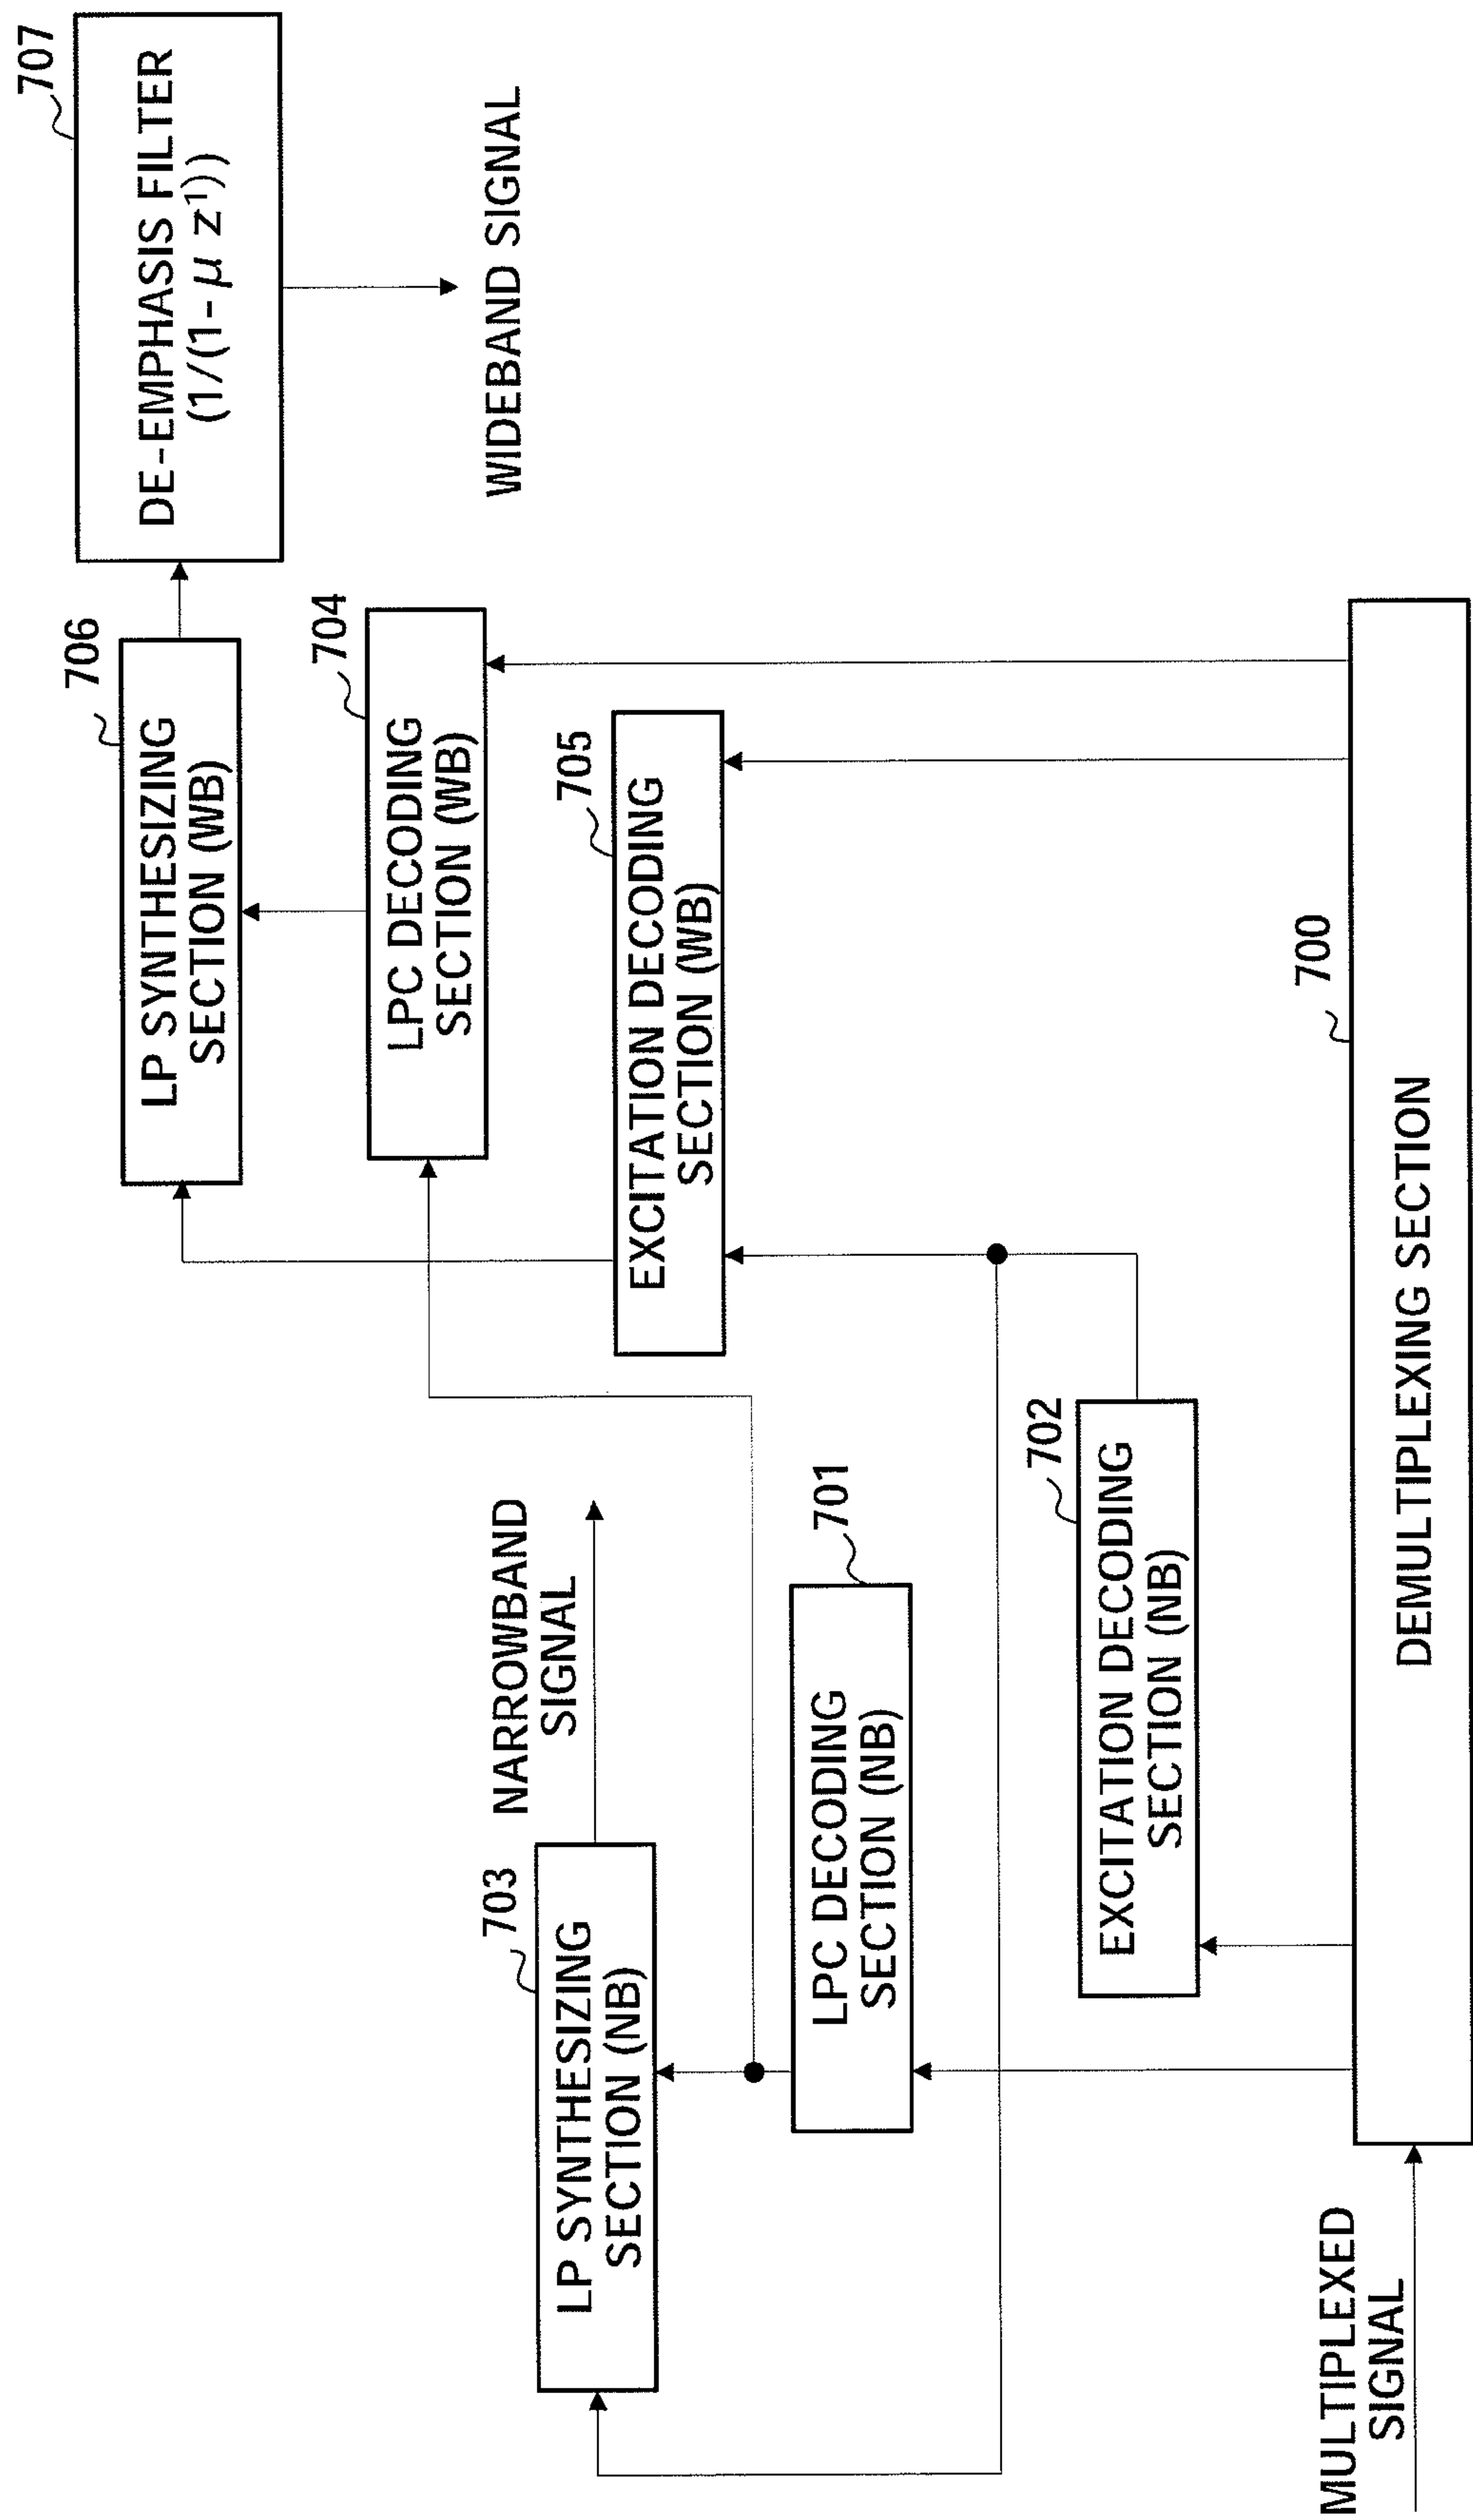 707
DE-EMPHASIS FILTER
(1/(1- μ z1))
WIDEBAND SIGNAL
706
LP SYNTHESIZING
SECTION (WB)
704
LPC DECODING
SECTION (WB)
705
EXCITATION DECODING
SECTION (WB)
NARROWBAND
SIGNAL
703
LP SYNTHESIZING
SECTION (NB)
701
LPC DECODING
SECTION (NB)
702
EXCITATION DECODING
SECTION (NB)
700
DEMULTIPLEXING SECTION
MULTIPLEXED
SIGNAL